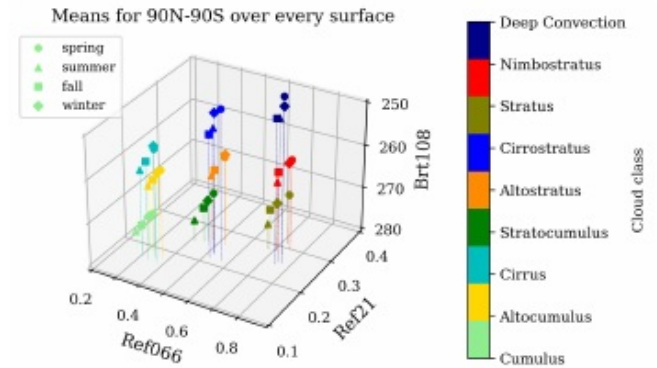 Means for 90N-90S over every surface
spring
summer
fall
winter
250
260
270
280
Brt108
0.2
0.4
0.6
0.8
Ref066
0.1
0.2
0.3
0.4
Ref21
Deep Convection
Nimbostratus
Stratus
Cirrostratus
Altostratus
Stratocumulus
Cirrus
Altocumulus
Cumulus
Cloud class